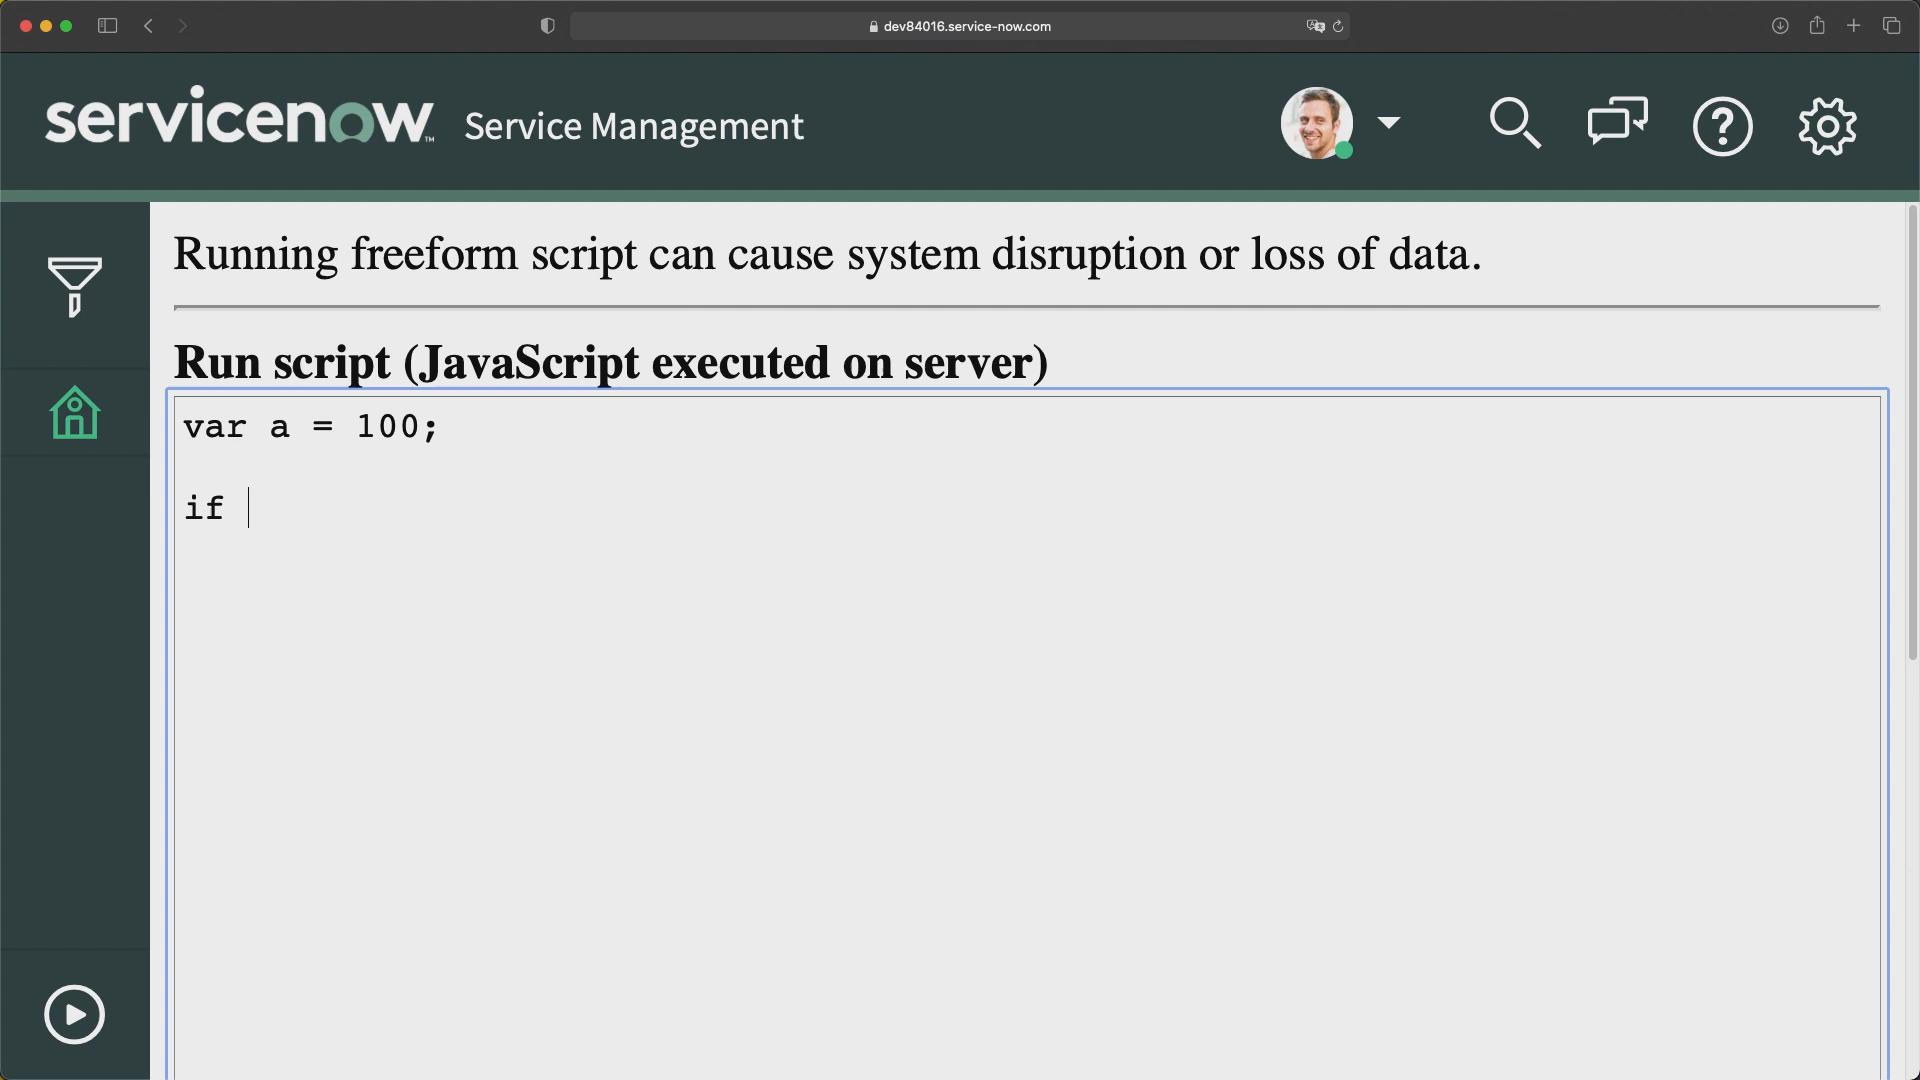 dev84016.service-now.com
servicenow™ Service Management
Running freeform script can cause system disruption or loss of data.
Run script (JavaScript executed on server)
var a = 100;
if